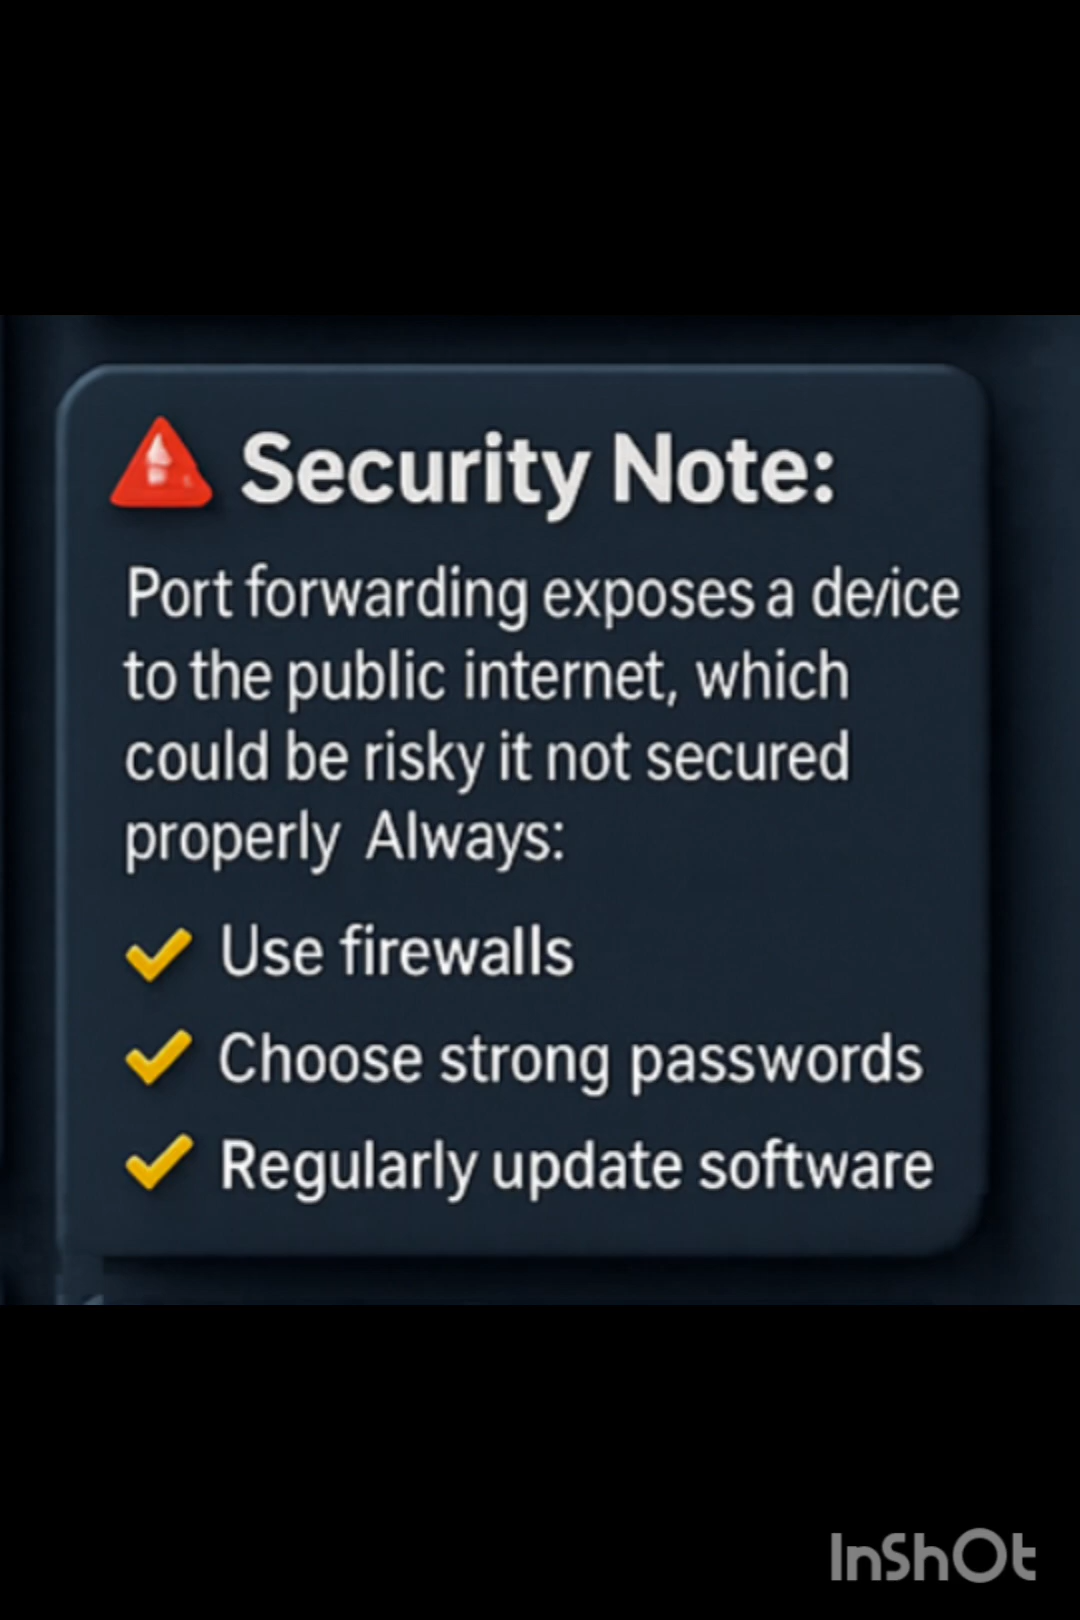 Security Note:
Port forwarding exposes a de/ice
to the public internet, which
could be risky it not secured
properly Always:
Use firewalls
Choose strong passwords
Regularly update software
InShOt